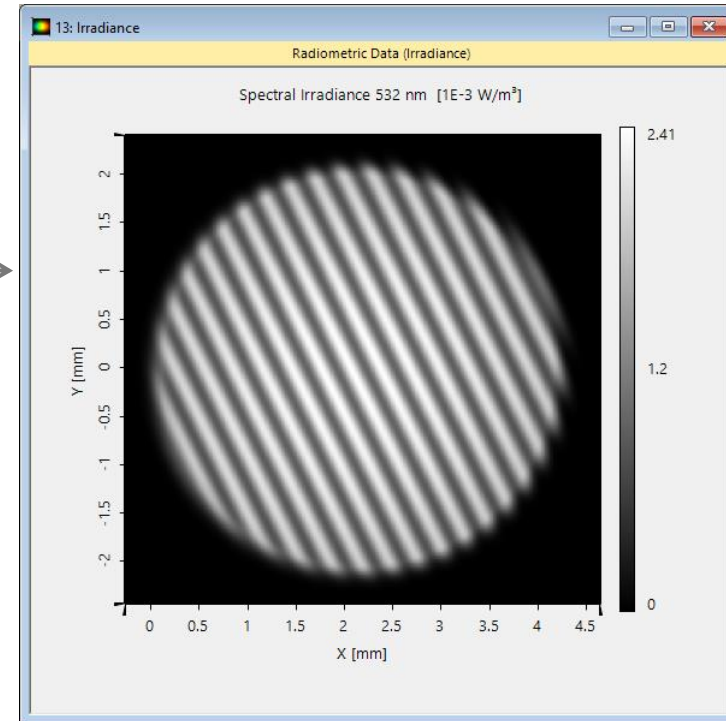 13: Irradiance
Radiometric Data (Irradiance)
Spectral Irradiance 532 nm [1E-3 W/m³]
2.41
1.2
0
Y [mm]
2
1.5
1
0.5
0
-0.5
-1
-1.5
-2
0 0.5 1 1.5 2 2.5 3 3.5 4 4.5
X [mm]